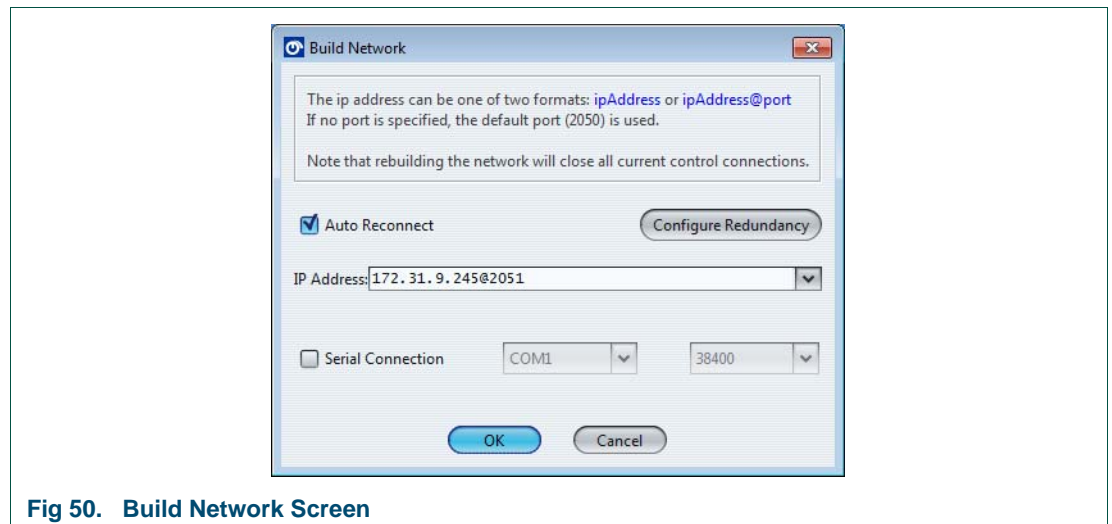 Build Network
The ip address can be one of two formats: ipAddress or ipAddress@port
If no port is specified, the default port (2050) is used.
Note that rebuilding the network will close all current control connections.
Auto Reconnect
Configure Redundancy
IP Address: 172.31.9.245@2051
Serial Connection COM1 38400
OK Cancel
Fig 50. Build Network Screen